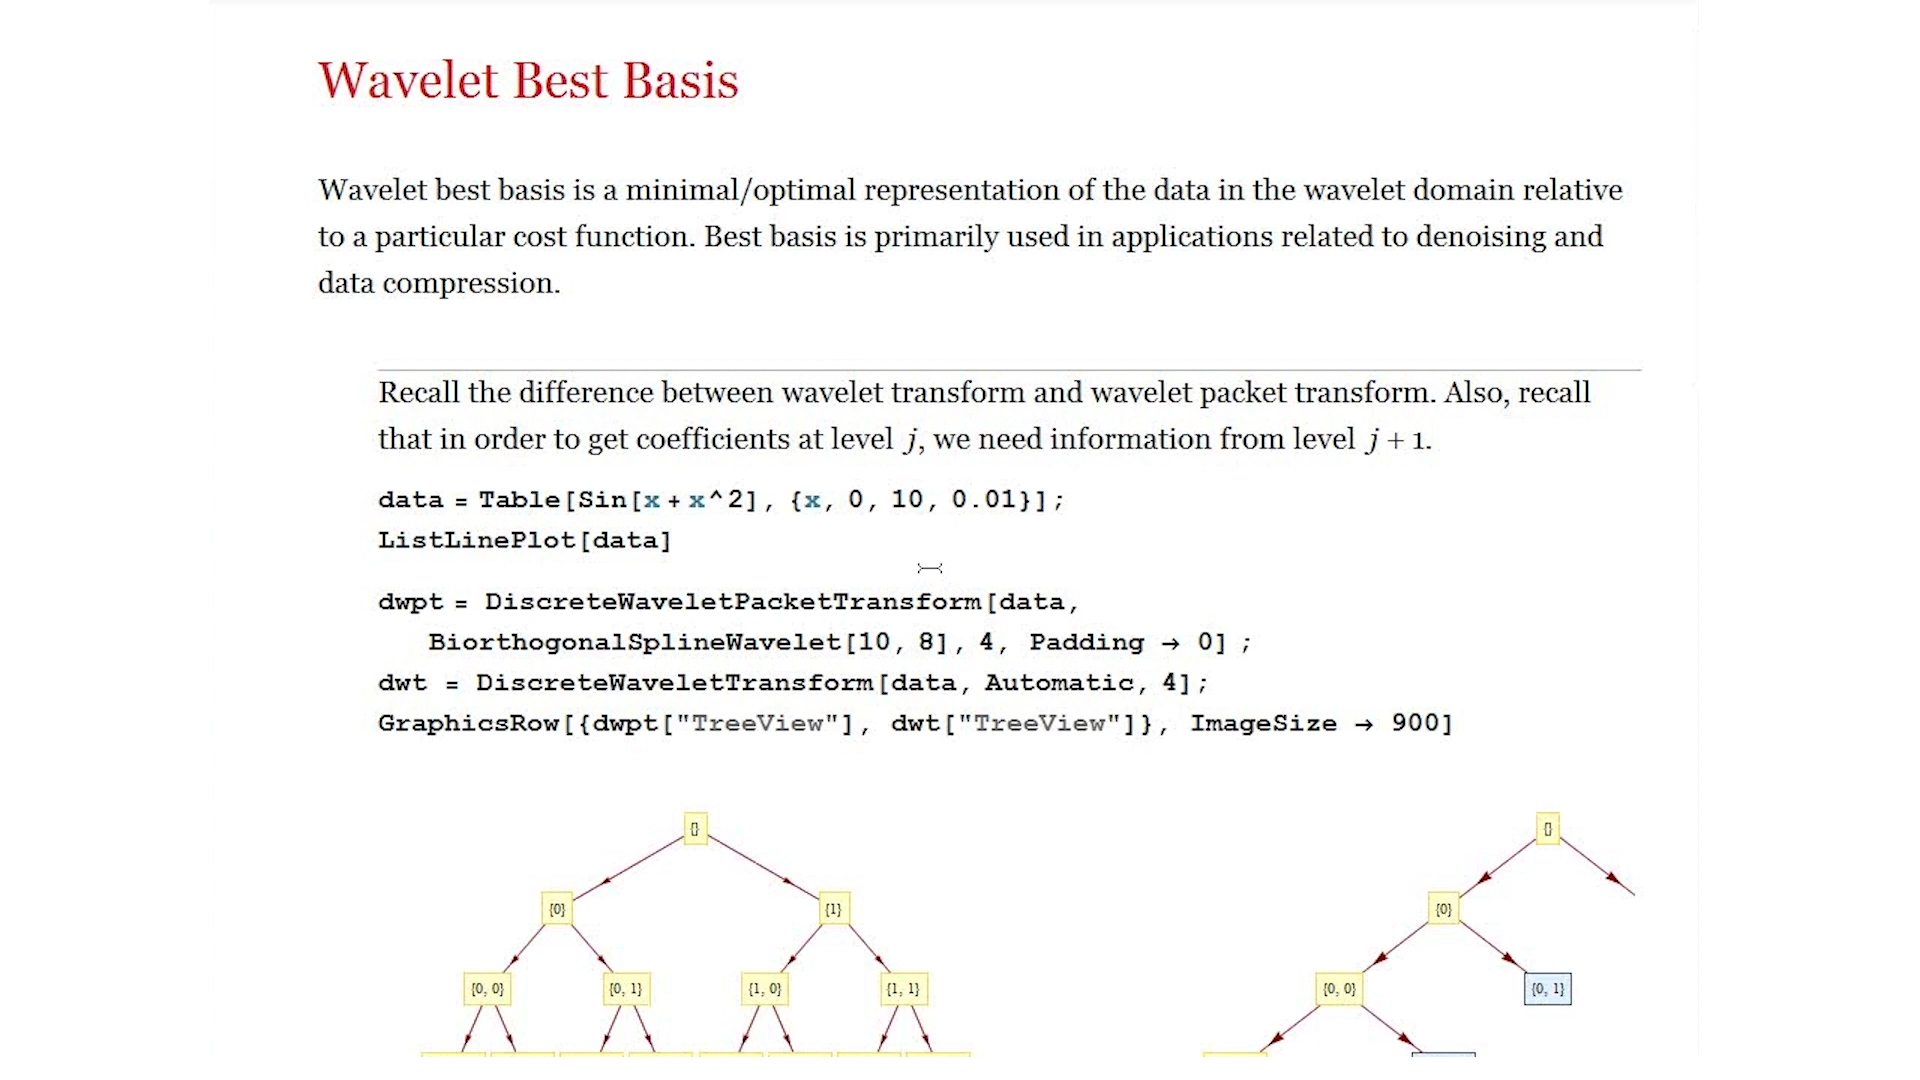 Wavelet Best Basis
Wavelet best basis is a minimal/optimal representation of the data in the wavelet domain relative
to a particular cost function. Best basis is primarily used in applications related to denoising and
data compression.
Recall the difference between wavelet transform and wavelet packet transform. Also, recall
that in order to get coefficients at level j, we need information from level j + 1.
data = Table[Sin[x + x^2], {x, 0, 10, 0.01}];
ListLinePlot[data]
dwpt = DiscreteWaveletPacketTransform[data,
BiorthogonalSplineWavelet[10, 8], 4, Padding → 0] ;
dwt = DiscreteWaveletTransform[data, Automatic, 4];
GraphicsRow[{dwpt["TreeView"], dwt["TreeView"]}, ImageSize → 900]
{} {}
{0} {1} {0}
{0, 0} {0, 1} {1, 0} {1, 1} {0, 0} {0, 1}